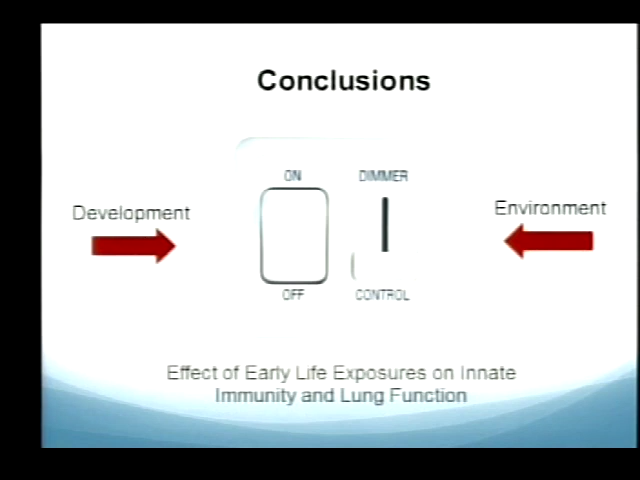 Conclusions
ON
DIMMER
Development
Environment
OFF
CONTROL
Effect of Early Life Exposures on Innate
Immunity and Lung Function